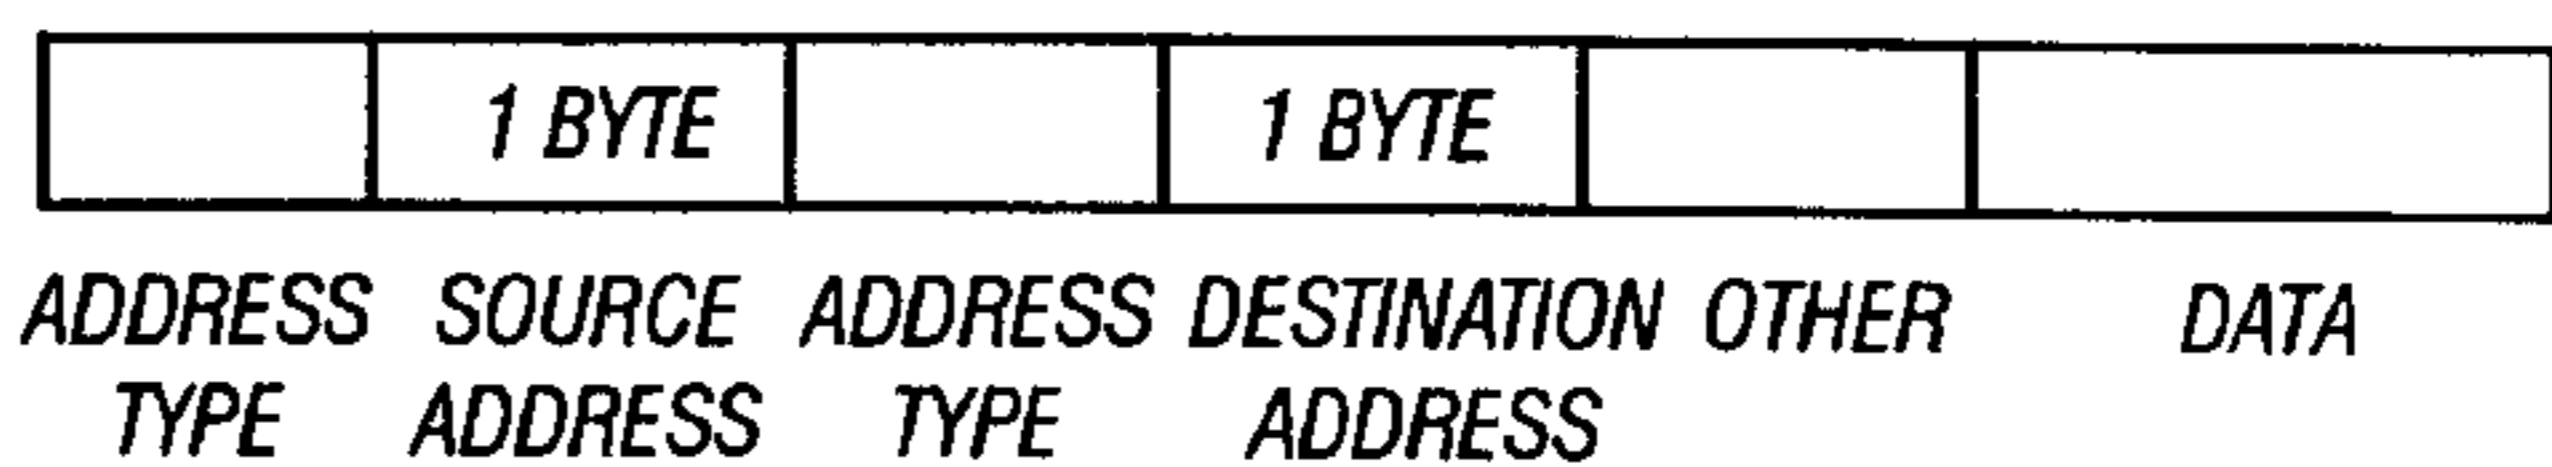 1 BYTE 1 BYTE
ADDRESS SOURCE ADDRESS DESTINATION OTHER DATA
TYPE ADDRESS TYPE ADDRESS